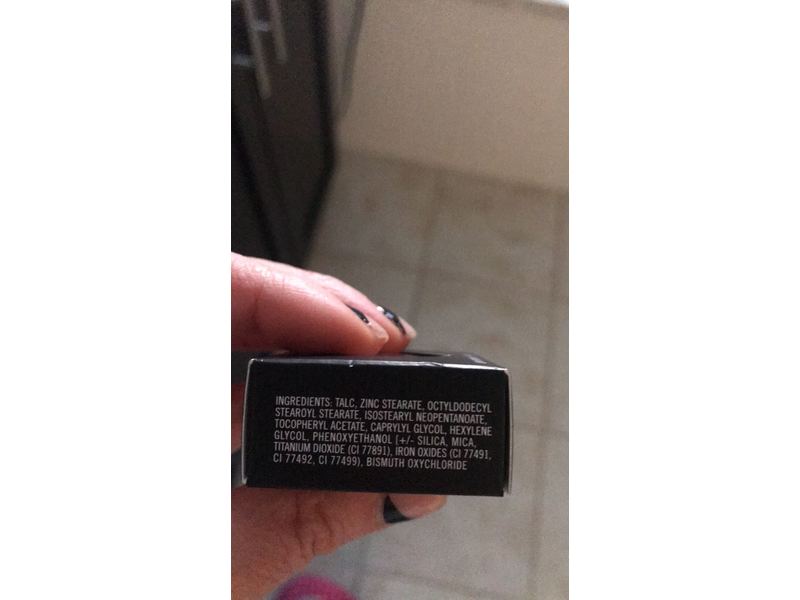 INGREDIENTS: TALC, ZINC STEARATE, OCTYLDODECYL
STEAROYL STEARATE, ISOSTEARYL NEOPENTANOATE,
TOCOPHERYL ACETATE, CAPRYLYL GLYCOL, HEXYLENE
GLYCOL, PHENOXYETHANOL [+/- SILICA, MICA,
TITANIUM DIOXIDE (CI 77891), IRON OXIDES (CI 77491,
CI 77492, CI 77499), BISMUTH OXYCHLORIDE